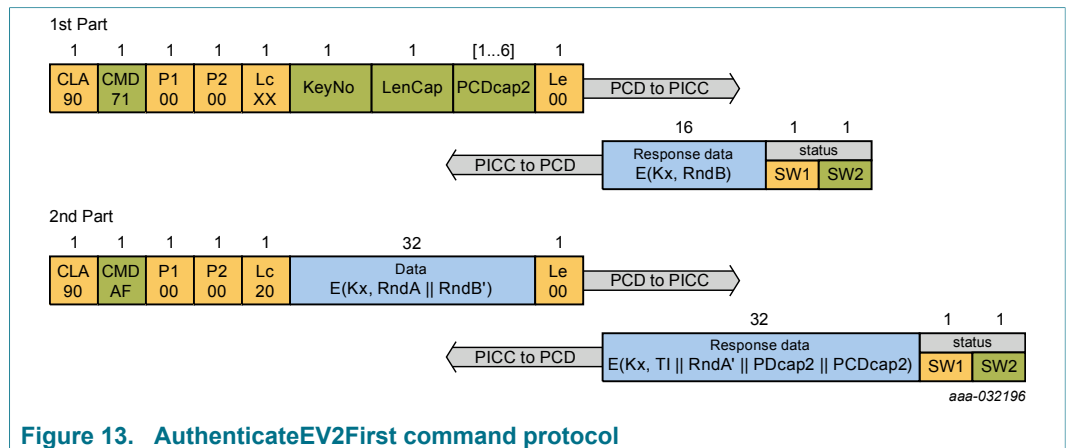 1st Part
1 1 1 1 1 1 1 [1...6] 1
CLA CMD P1 P2 Lc KeyNo LenCap PCDcap2 Le PCD to PICC
90 71 00 00 XX 00
16 1 1
PICC to PCD Response data status
E(Kx, RndB) SW1 SW2
2nd Part
1 1 1 1 1 32 1
CLA CMD P1 P2 Lc Data Le PCD to PICC
90 AF 00 00 20 E(Kx, RndA || RndB') 00
32 1 1
PICC to PCD Response data status
E(Kx, TI || RndA' || PDcap2 || PCDcap2) SW1 SW2
aaa-032196
Figure 13. AuthenticateEV2First command protocol